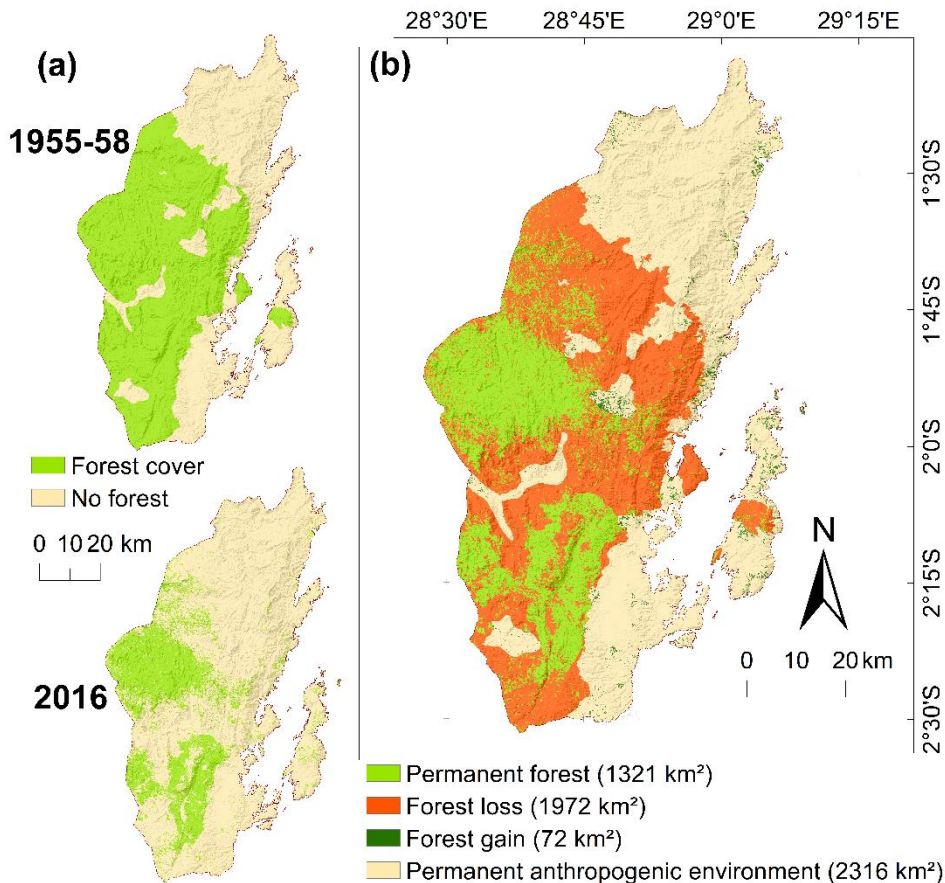 28°30'E 28°45'E 29°0'E 29°15'E
(a)
(b)
1955-58
Forest cover
No forest
0 10 20 km
2016
1°30'S
1°45'S
2°0'S
2°15'S
2°30'S
N
0 10 20 km
Permanent forest (1321 km²)
Forest loss (1972 km²)
Forest gain (72 km²)
Permanent anthropogenic environment (2316 km²)